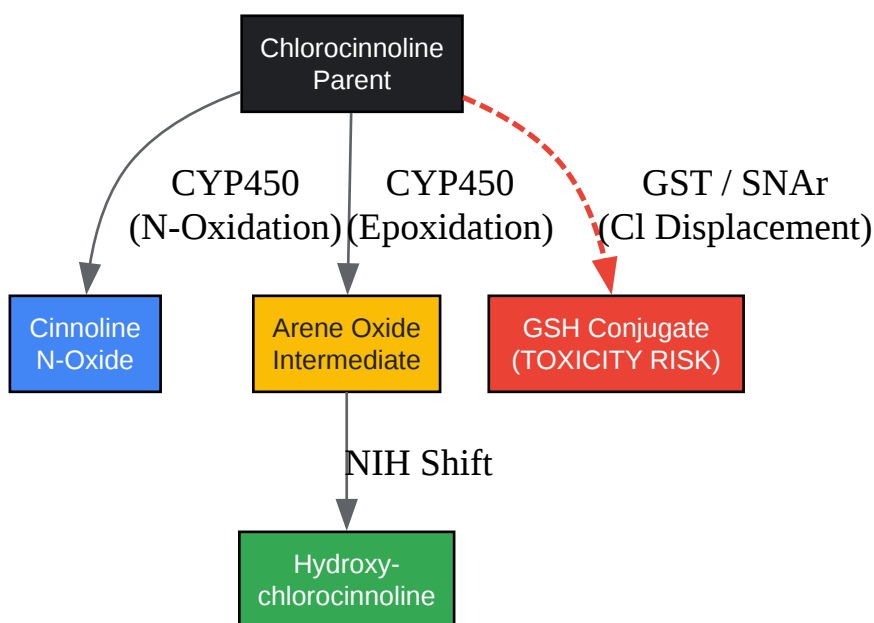 Chlorocinnoline
Parent
CYP450
(N-Oxidation)
CYP450
(Epoxidation)
GST / SNAr
(Cl Displacement)
Cinnoline
N-Oxide
Arene Oxide
Intermediate
GSH Conjugate
(TOXICITY RISK)
NIH Shift
Hydroxy-
chlorocinnoline